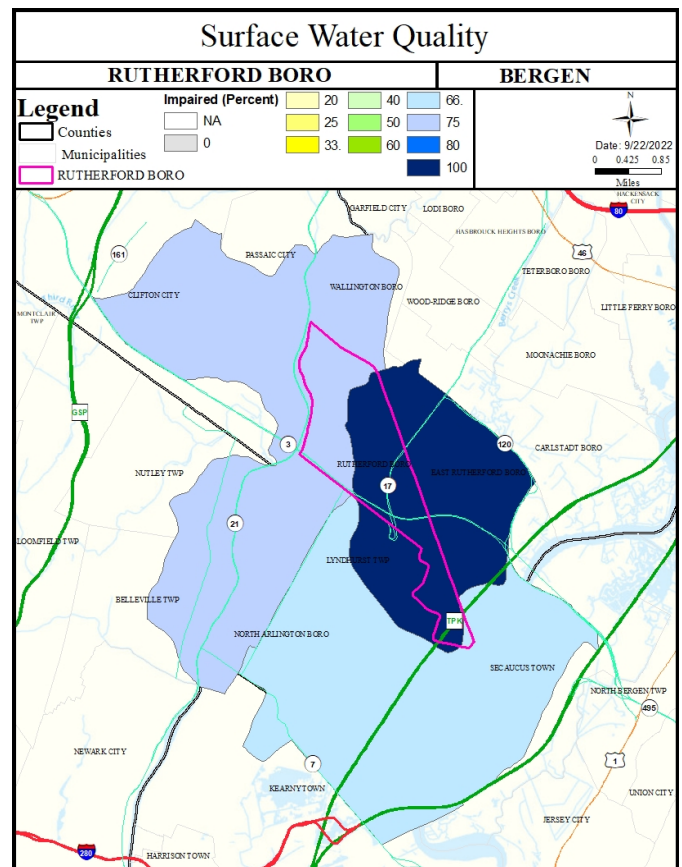 Surface Water Quality
RUTHERFORD BORO
BERGEN
Legend
Counties
Municipalities
RUTHERFORD BORO
Impaired (Percent)
NA
0
20
25
33.
40
50
60
66.
75
80
100
N
Date: 9/22/2022
0 0.425 0.85
Miles
HACKENSACK
CITY
80
GARFIELD CITY
LODI BORO
HASBROUCK HEIGHTS BORO
46
161
PASSAIC CITY
TETERBORO BORO
CLIFTON CITY
WALLINGTON BORO
WOOD-RIDGE BORO
Berrys Creek
LITTLE FERRY BORO
MONTCLAIR
TWP
MOONACHIE BORO
GSP
3
120
CARLSTADT BORO
NUTLEY TWP
RUTHERFORD BORO
EAST RUTHERFORD BORO
17
21
LOOMFIELD TWP
LYNDHURST TWP
BELLEVILLE TWP
TPK
NORTH ARLINGTON BORO
SECAUCUS TOWN
NORTH BERGEN TWP
495
NEWARK CITY
7
1
KEARNY TOWN
UNION CITY
JERSEY CITY
280
HARRISON TOWN